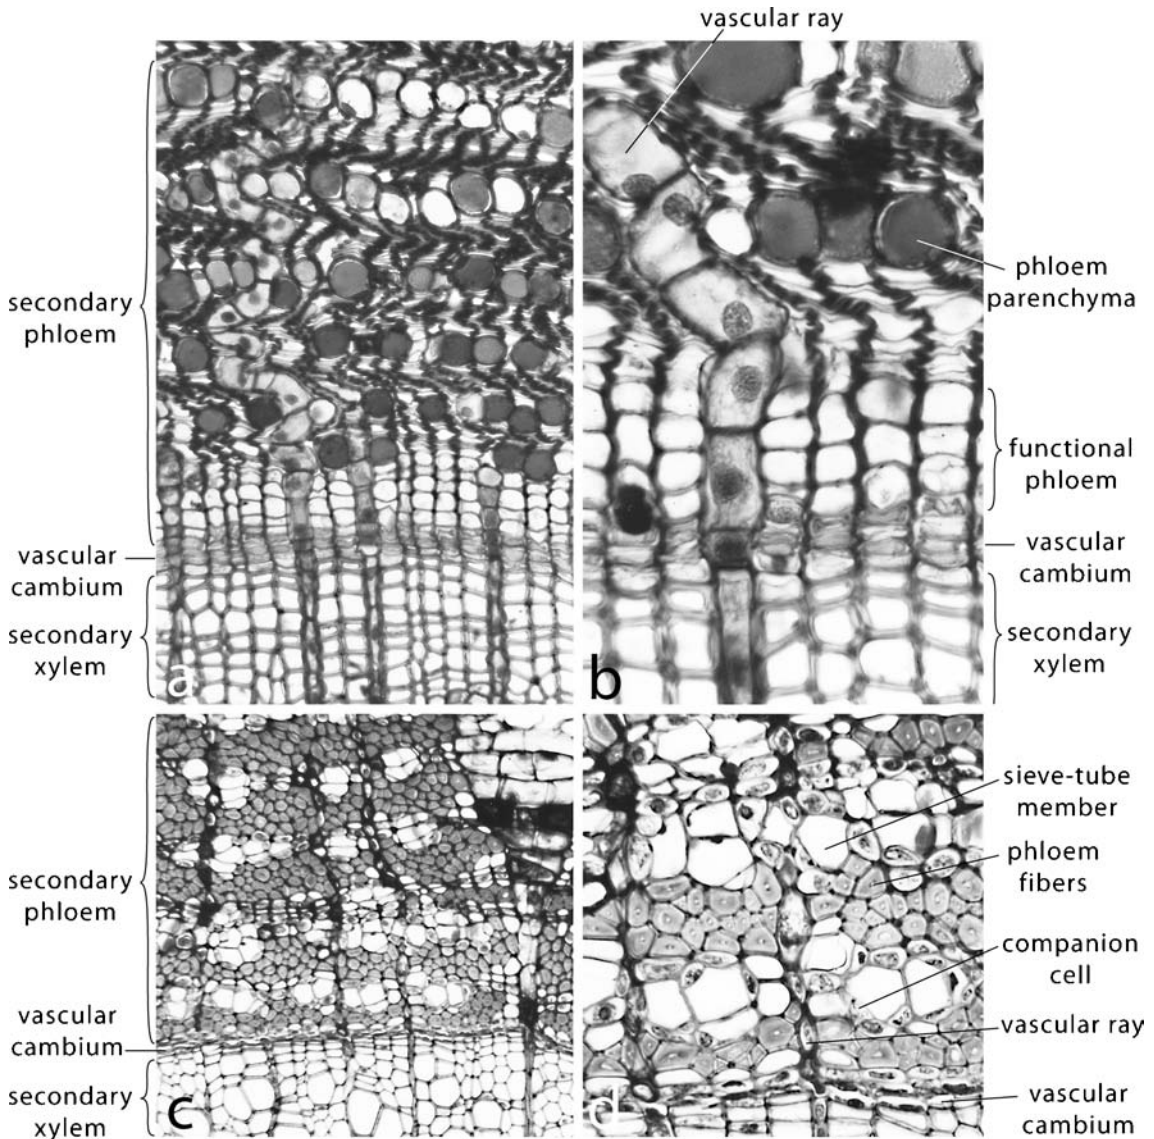 vascular ray
secondary
phloem
vascular
cambium
secondary
xylem
a
phloem
parenchyma
functional
phloem
vascular
cambium
secondary
xylem
b
secondary
phloem
vascular
cambium
secondary
xylem
c
sieve-tube
member
phloem
fibers
companion
cell
vascular ray
vascular
cambium
d